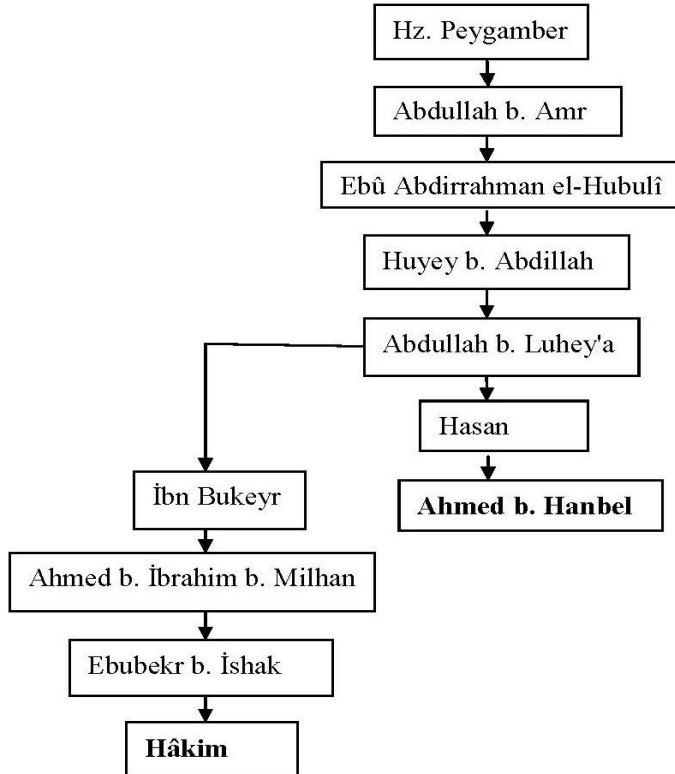 Hz. Peygamber
Abdullah b. Amr
Ebû Abdirrahman el-Hubulî
Huyey b. Abdillah
Abdullah b. Luhey'a
Hasan
Ahmed b. Hanbel
İbn Bukeyr
Ahmed b. İbrahim b. Milhan
Ebubekr b. İshak
Hâkim